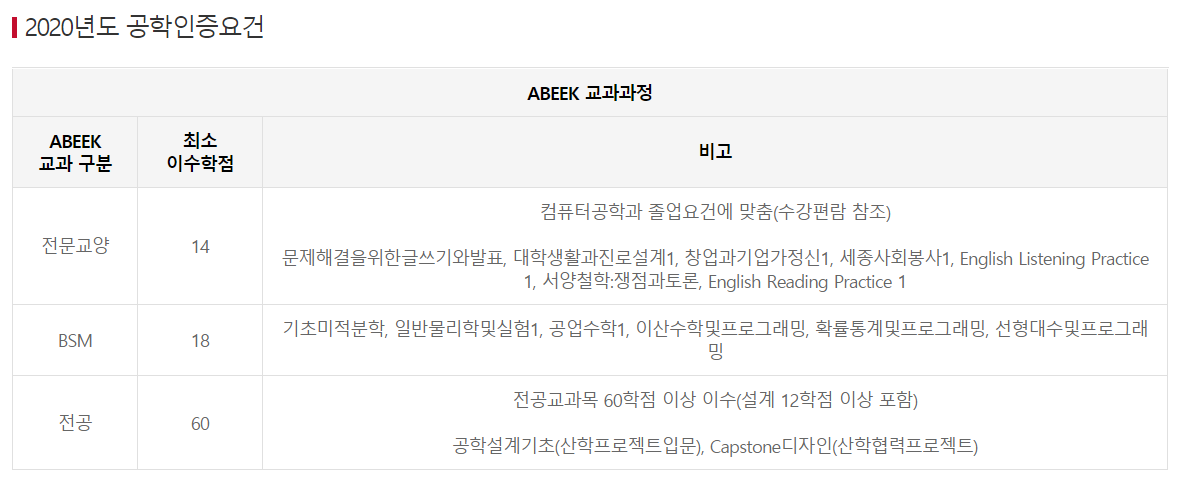 2020년도 공학인증요건
ABEEK 교과과정
ABEEK
교과 구분
최소
이수학점
비고
전문교양
14
컴퓨터공학과 졸업요건에 맞춤(수강편람 참조)
문제해결을위한글쓰기와발표, 대학생활과진로설계1, 창업과기업가정신1, 세종사회봉사1, English Listening Practice
1, 서양철학:쟁점과토론, English Reading Practice 1
BSM
18
기초미적분학, 일반물리학및실험1, 공업수학1, 이산수학및프로그래밍, 확률통계및프로그래밍, 선형대수및프로그래
밍
전공
60
전공교과목 60학점 이상 이수(설계 12학점 이상 포함)
공학설계기초(산학프로젝트입문), Capstone디자인(산학협력프로젝트)